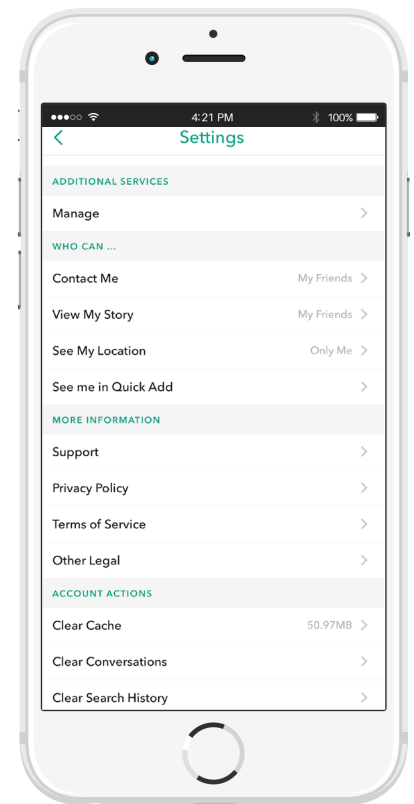 4:21 PM 100%
Settings
ADDITIONAL SERVICES
Manage
WHO CAN ...
Contact Me My Friends
View My Story My Friends
See My Location Only Me
See me in Quick Add
MORE INFORMATION
Support
Privacy Policy
Terms of Service
Other Legal
ACCOUNT ACTIONS
Clear Cache 50.97MB
Clear Conversations
Clear Search History